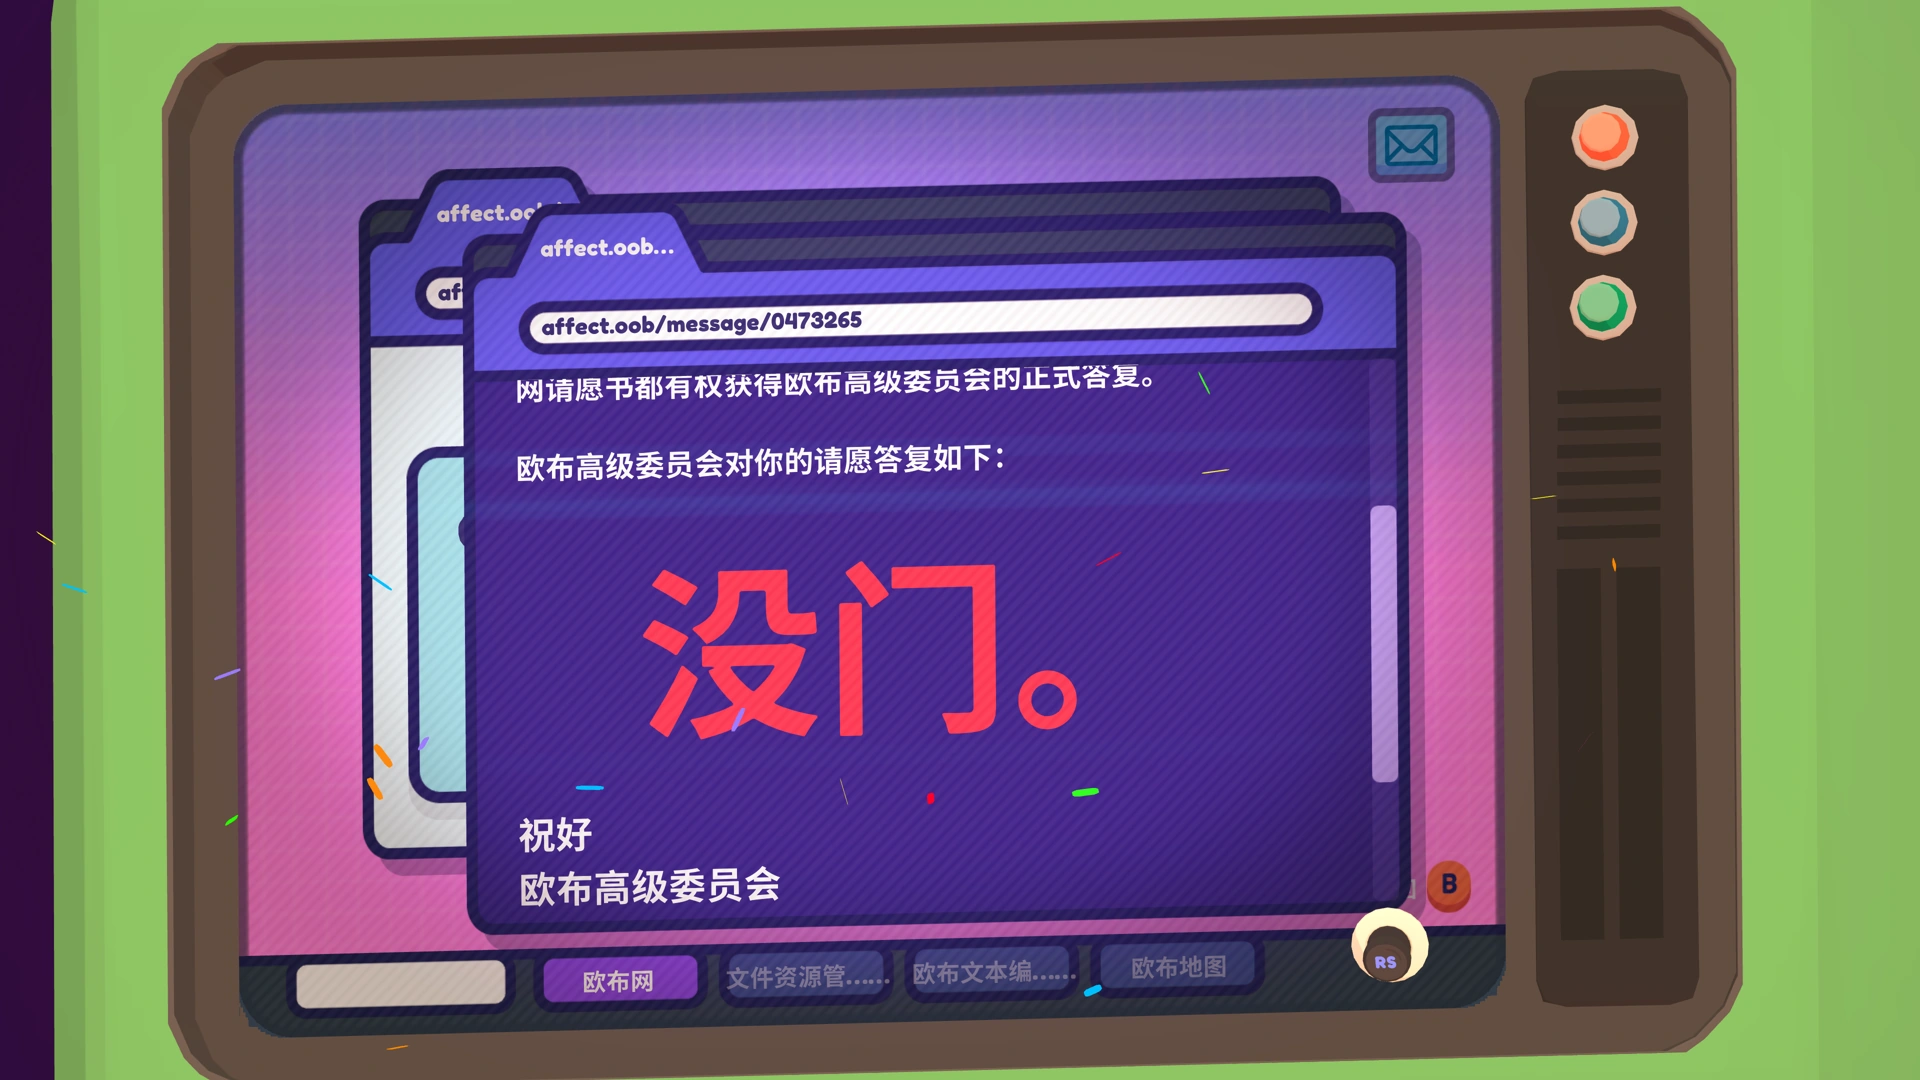 affect.oo
affect.oob...
af
affect.oob/message/0473265
网请愿书都有权获得欧布高级委员会的正式答复。
欧布高级委员会对你的请愿答复如下：
没门。
祝好
欧布高级委员会
B
RS
欧布网
文件资源管……
欧布文本编……
欧布地图